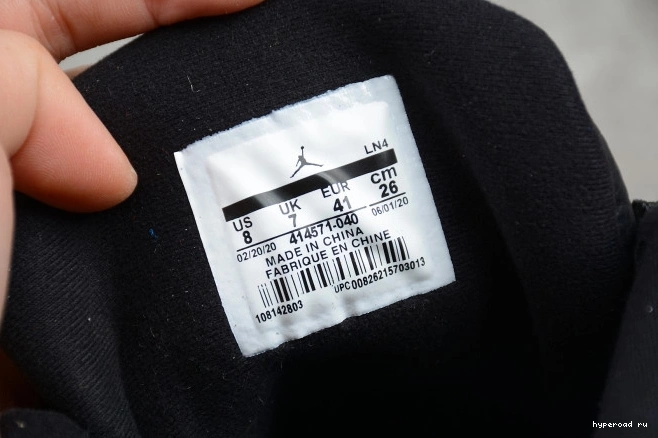 LN4
US UK EUR cm
8 7 41 26
02/20/20 414571-040 06/01/20
MADE IN CHINA
FABRIQUE EN CHINE
108142803 UPC00826215703013
hyperoad ru